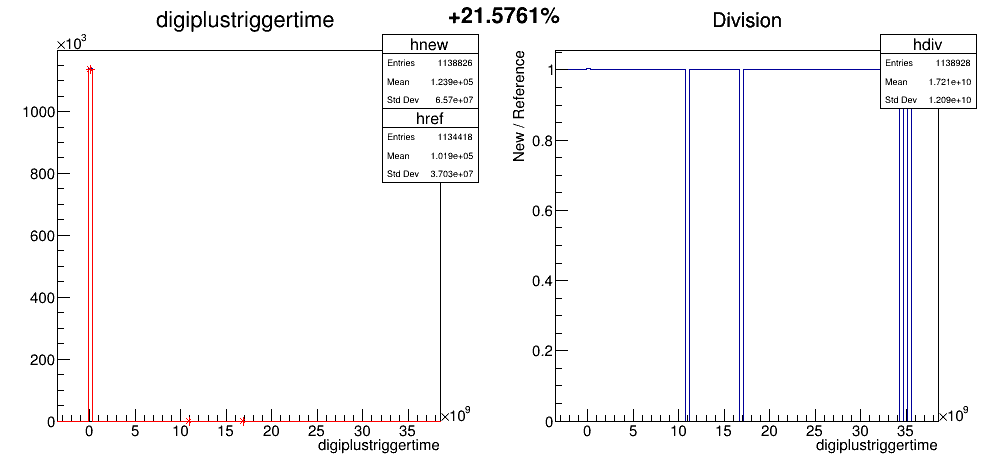 +21.5761%
digiplustriggertime
×10³
hnew
Entries 1138826
Mean 1.239e+05
Std Dev 6.57e+07
href
Entries 1134418
Mean 1.019e+05
Std Dev 3.703e+07
1000
800
600
400
200
0
0 5 10 15 20 25 30 35
×10⁹
digiplustriggertime
Division
hdiv
Entries 1138928
Mean 1.721e+10
Std Dev 1.209e+10
New / Reference
1
0.8
0.6
0.4
0.2
0
0 5 10 15 20 25 30 35
×10⁹
digiplustriggertime